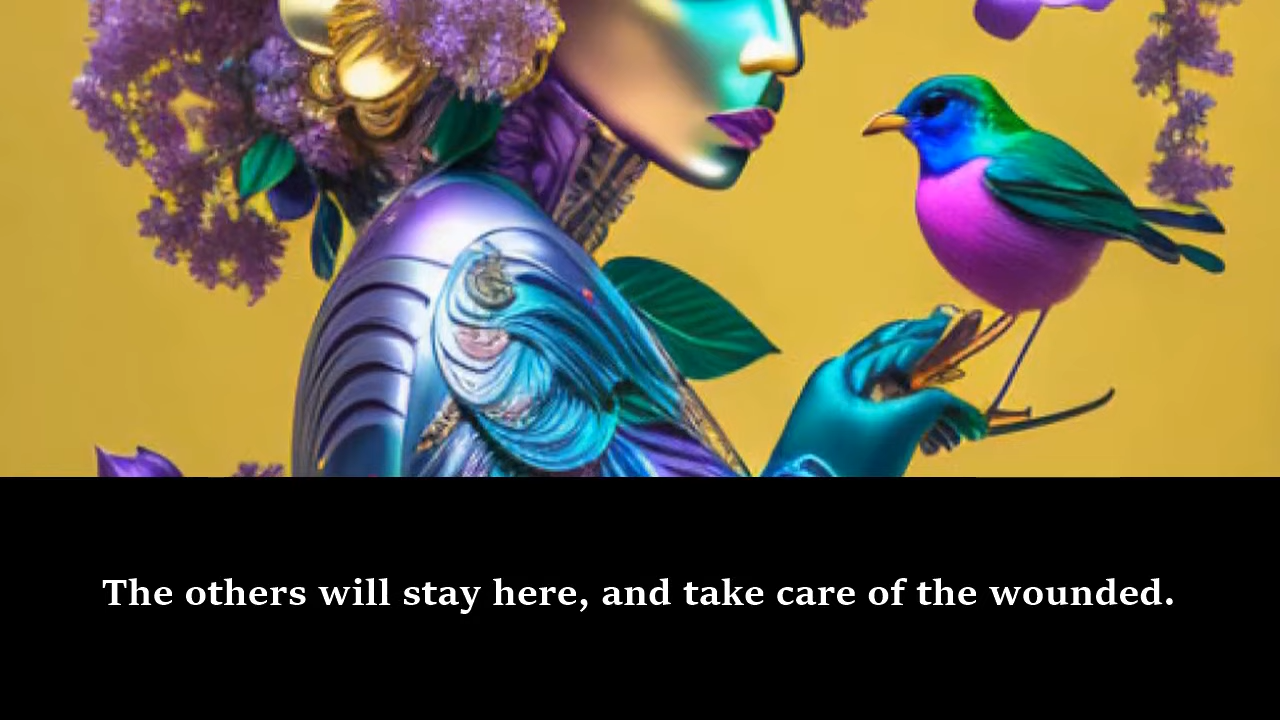 The others will stay here, and take care of the wounded.